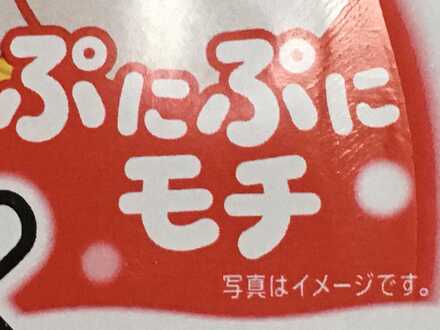 ぷにぷに
モチ
写真はイメージです。